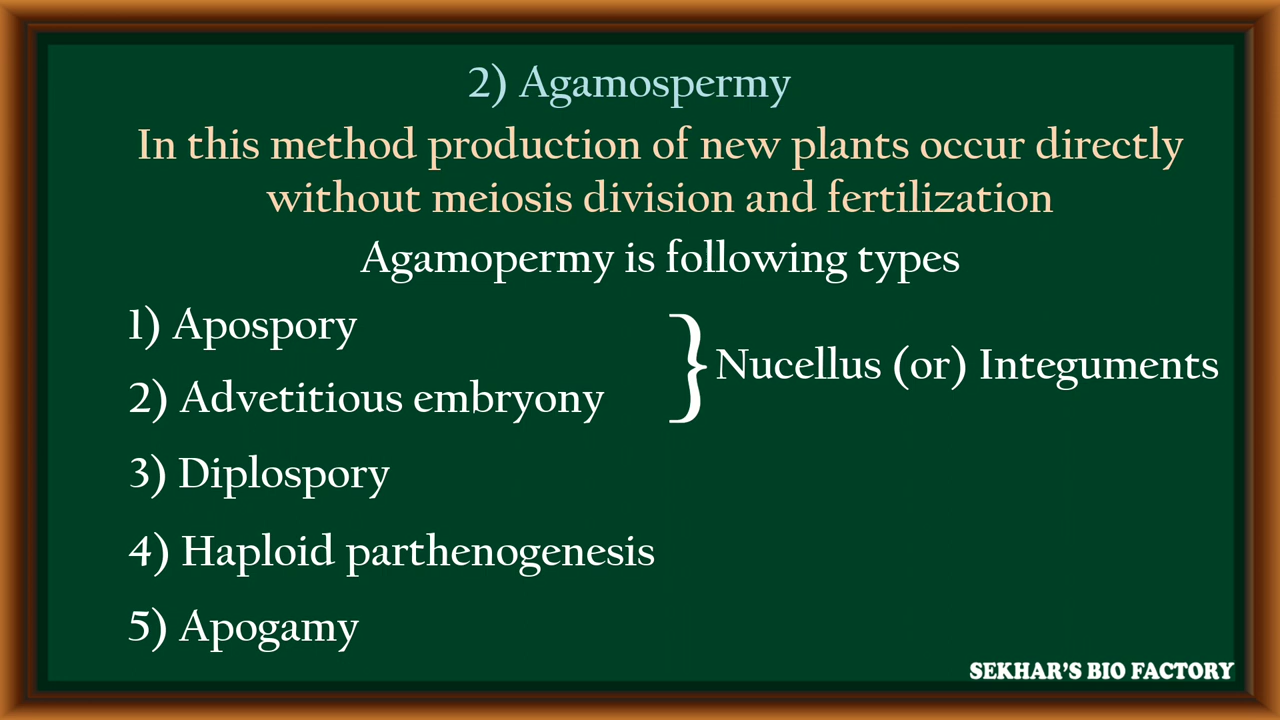 2) Agamospermy
In this method production of new plants occur directly
without meiosis division and fertilization
Agamopermy is following types
1) Apospory
2) Advetitious embryony
} Nucellus (or) Integuments
3) Diplospory
4) Haploid parthenogenesis
5) Apogamy
SEKHAR'S BIO FACTORY